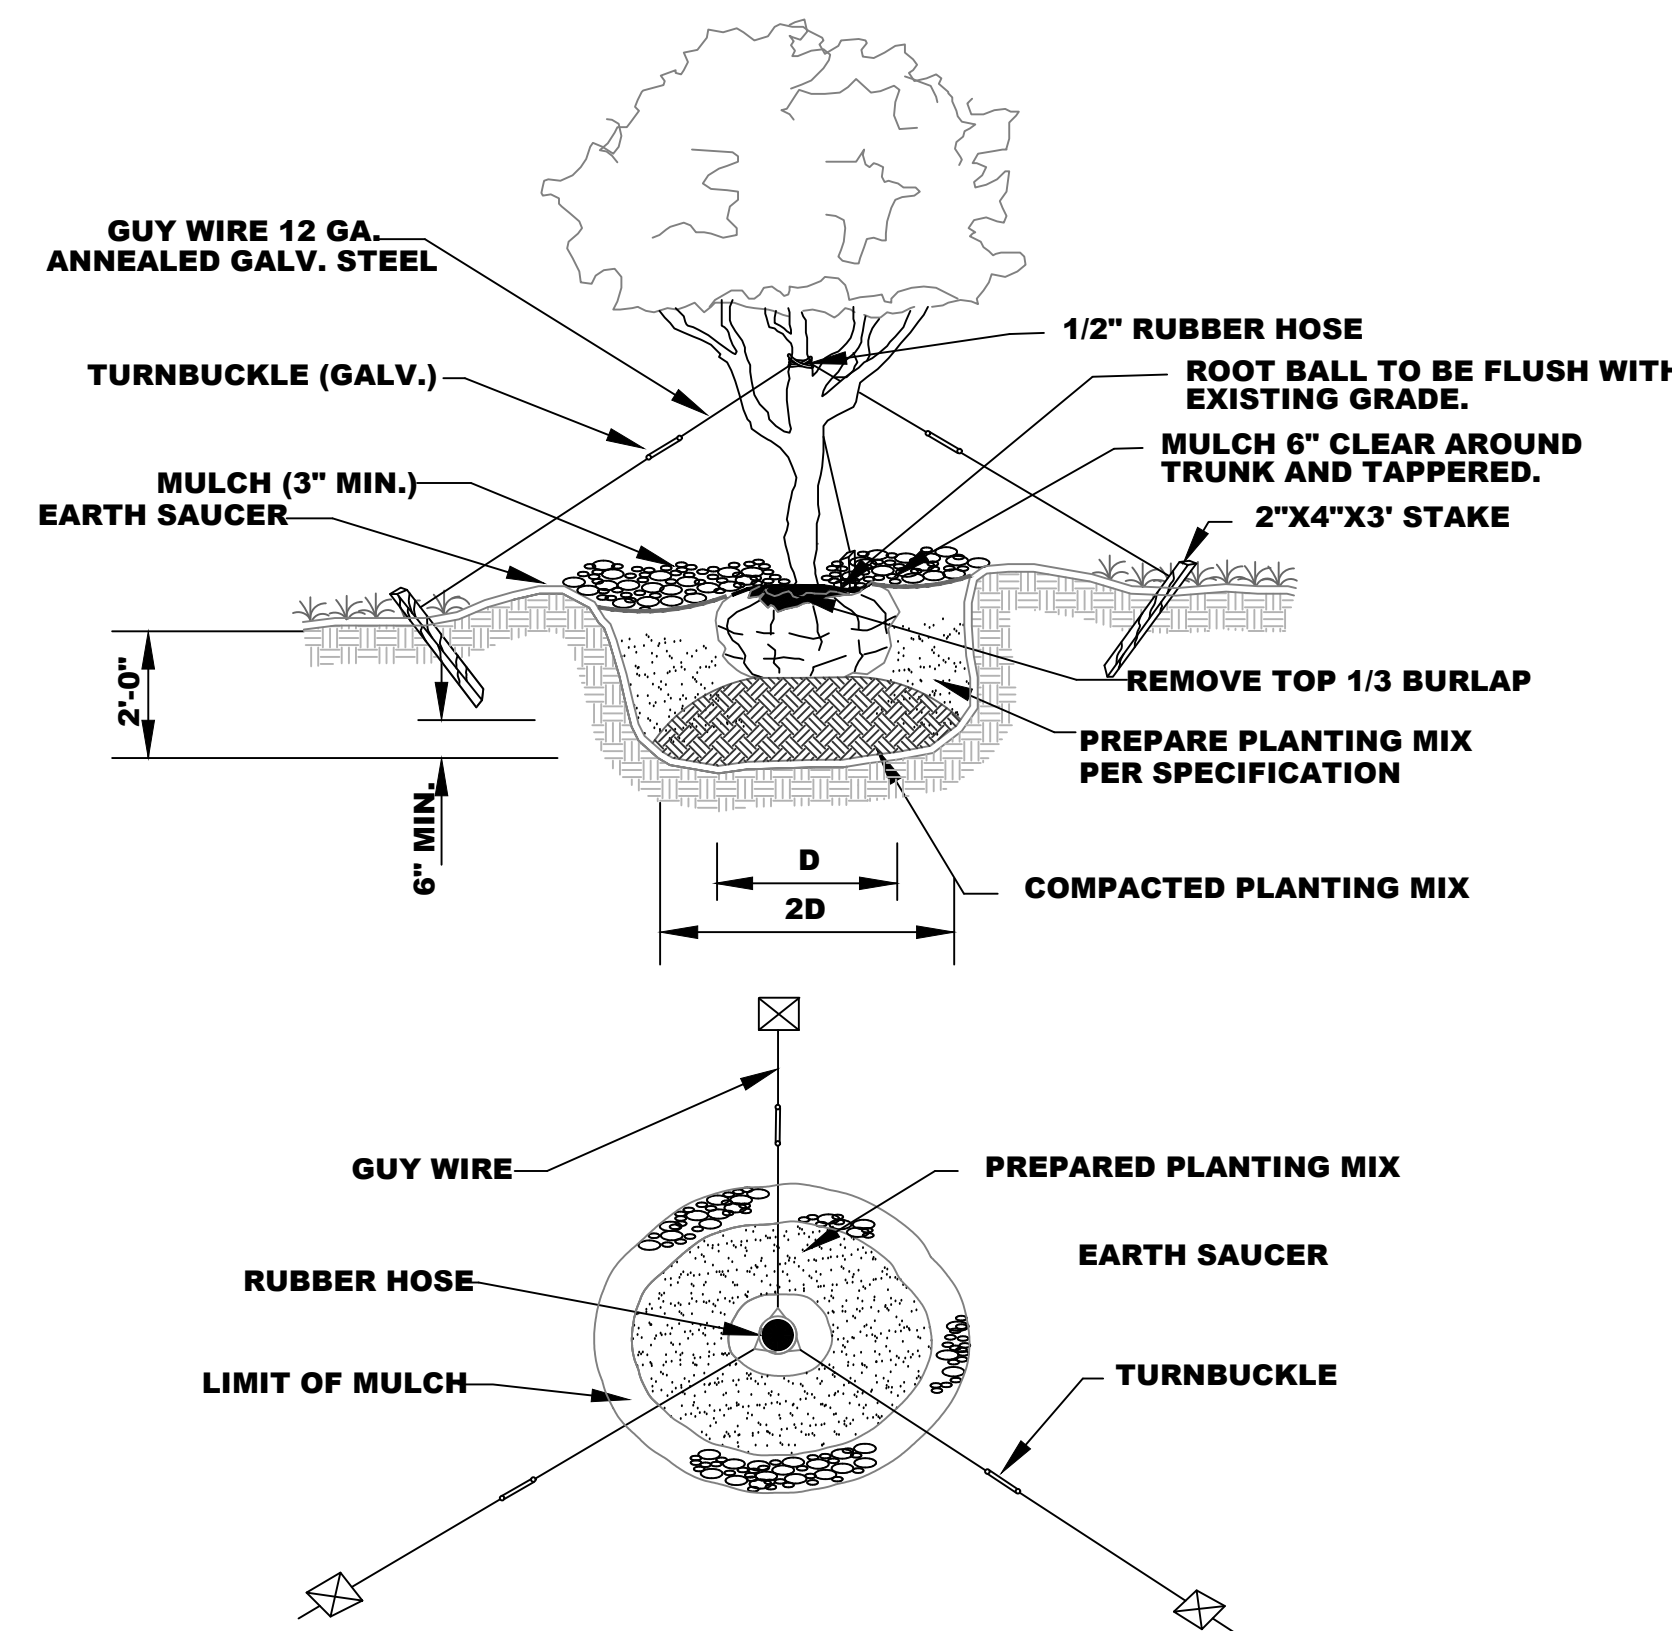 GUY WIRE 12 GA.
ANNEALED GALV. STEEL
1/2" RUBBER HOSE
TURNBUCKLE (GALV.)
ROOT BALL TO BE FLUSH WITH
EXISTING GRADE.
MULCH 6" CLEAR AROUND
TRUNK AND TAPPERED.
MULCH (3" MIN.)
EARTH SAUCER
2"X4"X3' STAKE
2'-0"
REMOVE TOP 1/3 BURLAP
PREPARE PLANTING MIX
PER SPECIFICATION
6" MIN.
D
COMPACTED PLANTING MIX
2D
GUY WIRE
PREPARED PLANTING MIX
EARTH SAUCER
RUBBER HOSE
LIMIT OF MULCH
TURNBUCKLE